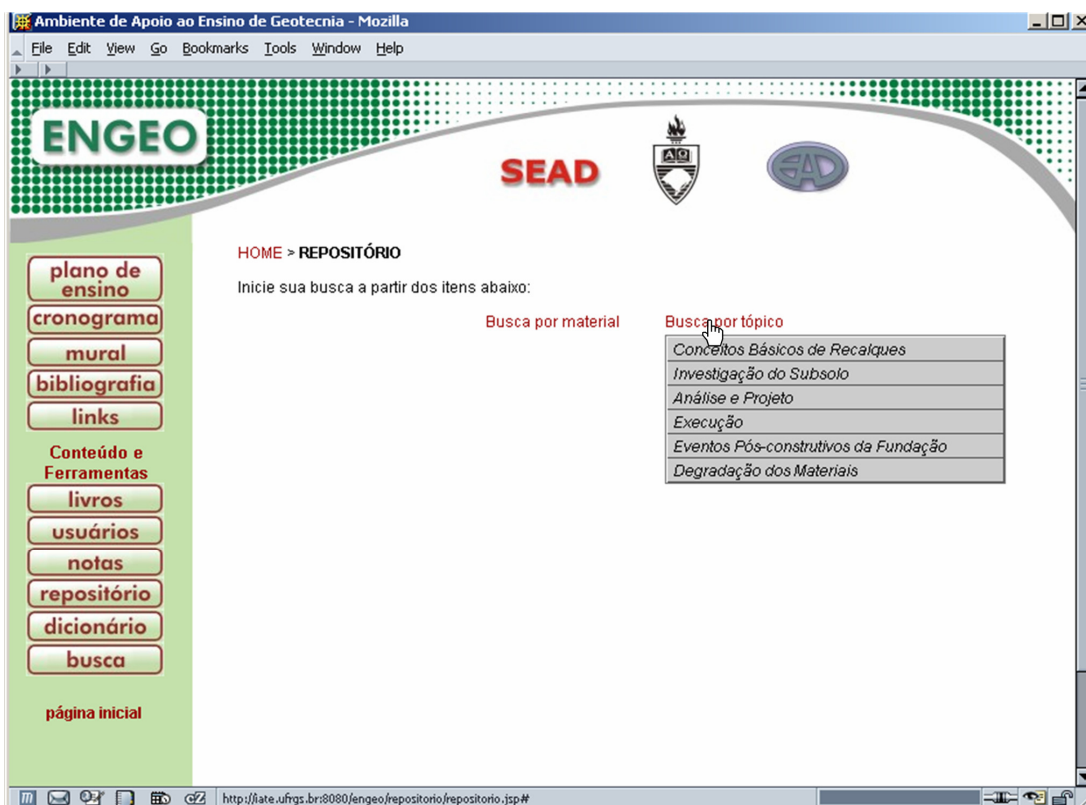 Ambiente de Apoio ao Ensino de Geotecnia - Mozilla
File Edit View Go Bookmarks Tools Window Help
ENGEO
SEAD
EAD
HOME > REPOSITÓRIO
Inicie sua busca a partir dos itens abaixo:
Busca por material Busca por tópico
Conceitos Básicos de Recalques
Investigação do Subsolo
Análise e Projeto
Execução
Eventos Pós-construtivos da Fundação
Degradação dos Materiais
plano de
ensino
cronograma
mural
bibliografia
links
Conteúdo e
Ferramentas
livros
usuários
notas
repositório
dicionário
busca
página inicial
http://iate.ufrgs.br:8080/engeo/repositorio/repositorio.jsp#